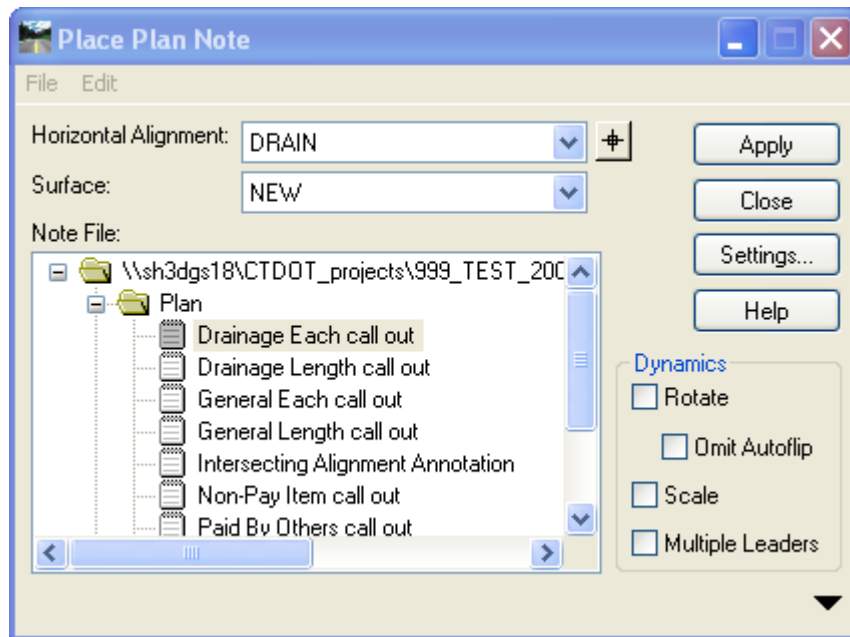 Place Plan Note
File Edit
Horizontal Alignment: DRAIN
Apply
Surface: NEW
Close
Note File:
\\sh3dgs18\CTDOT_projects\999_TEST_200
Settings...
Plan
Help
Drainage Each call out
Drainage Length call out
Dynamics
General Each call out
Rotate
General Length call out
Omit Autoflip
Intersecting Alignment Annotation
Non-Pay Item call out
Scale
Paid By Others call out
Multiple Leaders